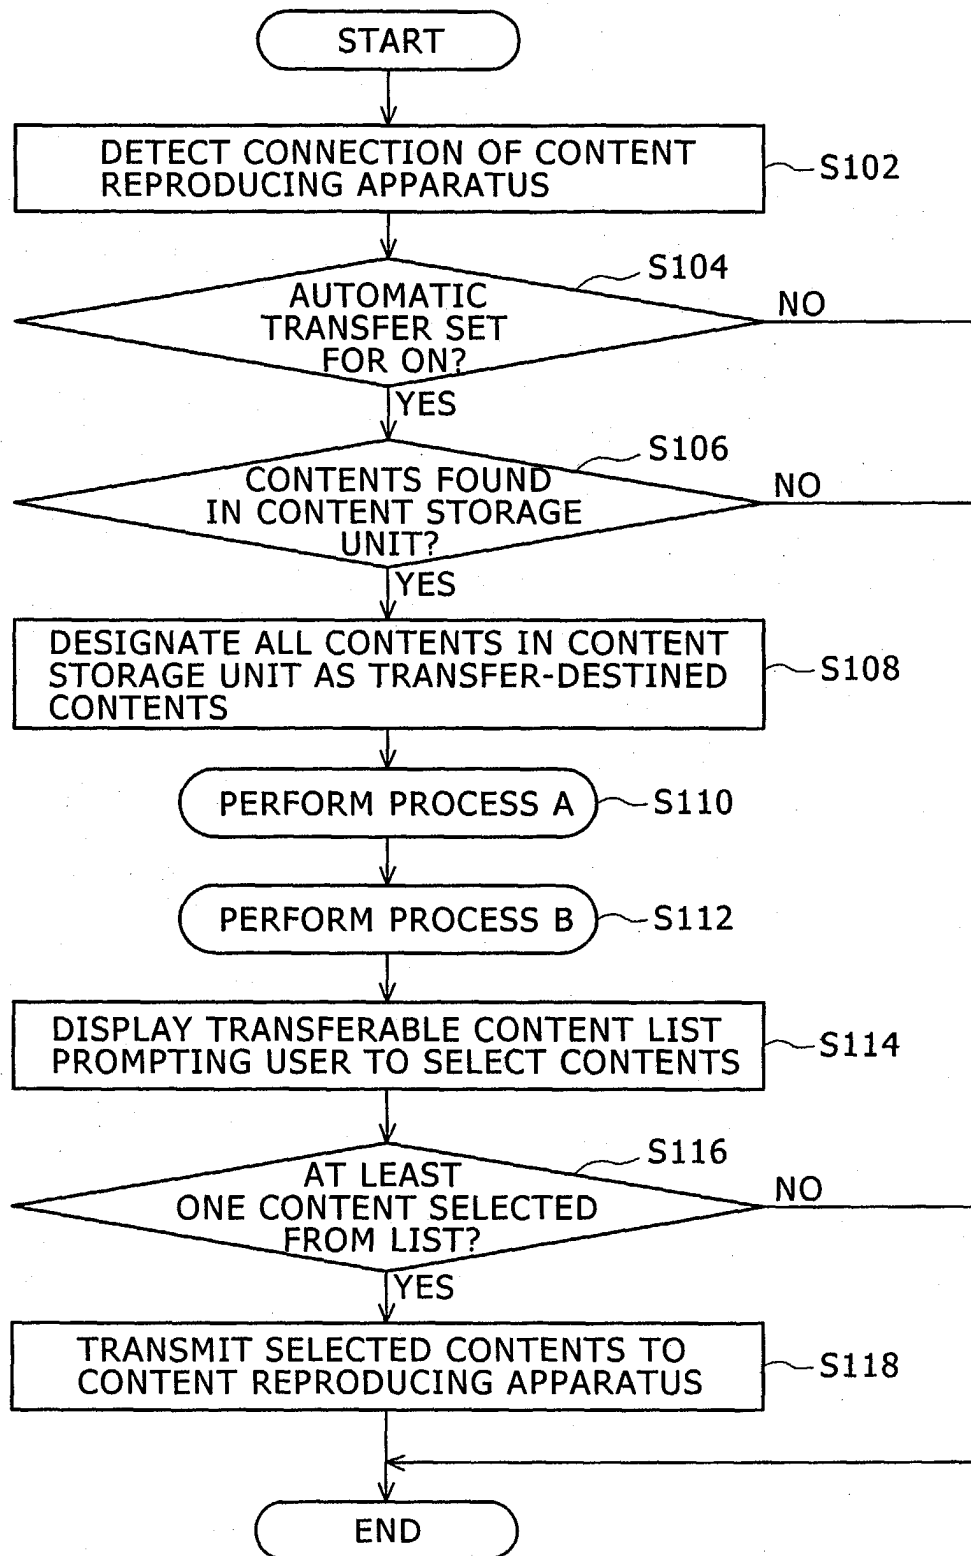 START
DETECT CONNECTION OF CONTENT
REPRODUCING APPARATUS
S102
S104
AUTOMATIC
TRANSFER SET
FOR ON?
NO
YES
S106
CONTENTS FOUND
IN CONTENT STORAGE
UNIT?
NO
YES
DESIGNATE ALL CONTENTS IN CONTENT
STORAGE UNIT AS TRANSFER-DESTINED
CONTENTS
S108
PERFORM PROCESS A
S110
PERFORM PROCESS B
S112
DISPLAY TRANSFERABLE CONTENT LIST
PROMPTING USER TO SELECT CONTENTS
S114
S116
AT LEAST
ONE CONTENT SELECTED
FROM LIST?
NO
YES
TRANSMIT SELECTED CONTENTS TO
CONTENT REPRODUCING APPARATUS
S118
END